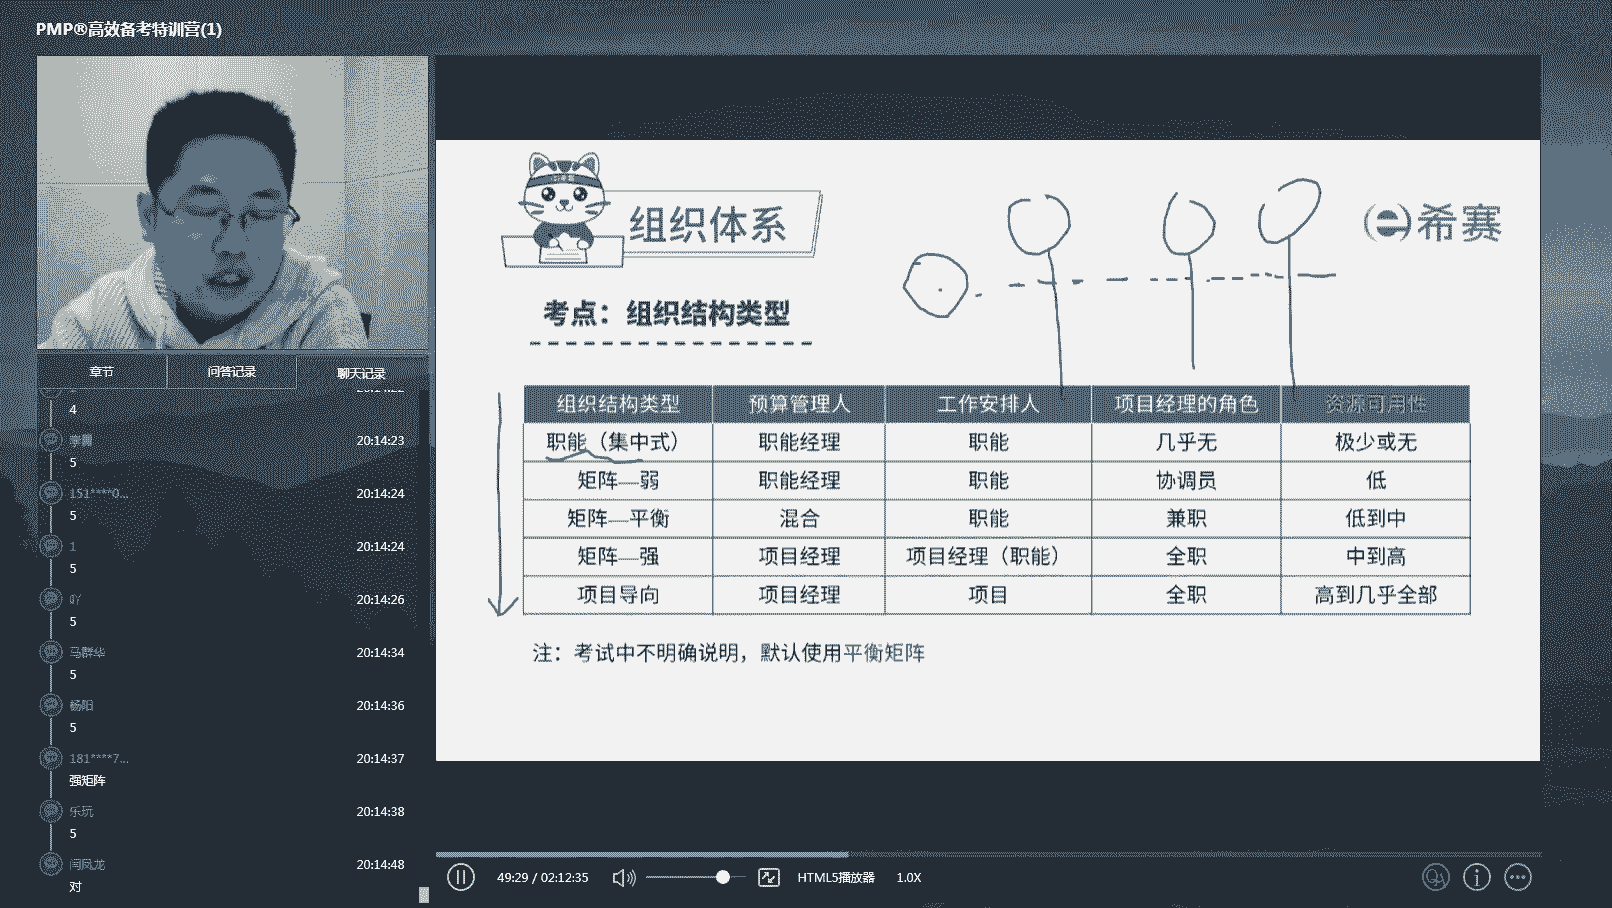 PMP®高效备考特训营(1)
章节
问答记录
聊天记录
4
李霄
20:14:23
5
151****0...
20:14:24
5
1
20:14:24
5
吖
20:14:26
5
马群华
20:14:34
5
杨阳
20:14:36
5
181****7...
20:14:37
强矩阵
乐玩
20:14:38
5
闫凤龙
20:14:48
对
组织体系
希赛
考点：组织结构类型
组织结构类型 预算管理人 工作安排人 项目经理的角色 资源可用性
职能（集中式） 职能经理 职能 几乎无 极少或无
矩阵—弱 职能经理 职能 协调员 低
矩阵—平衡 混合 职能 兼职 低到中
矩阵—强 项目经理 项目经理（职能） 全职 中到高
项目导向 项目经理 项目 全职 高到几乎全部
注：考试中不明确说明，默认使用平衡矩阵
49:29 / 02:12:35
HTML5播放器
1.0X